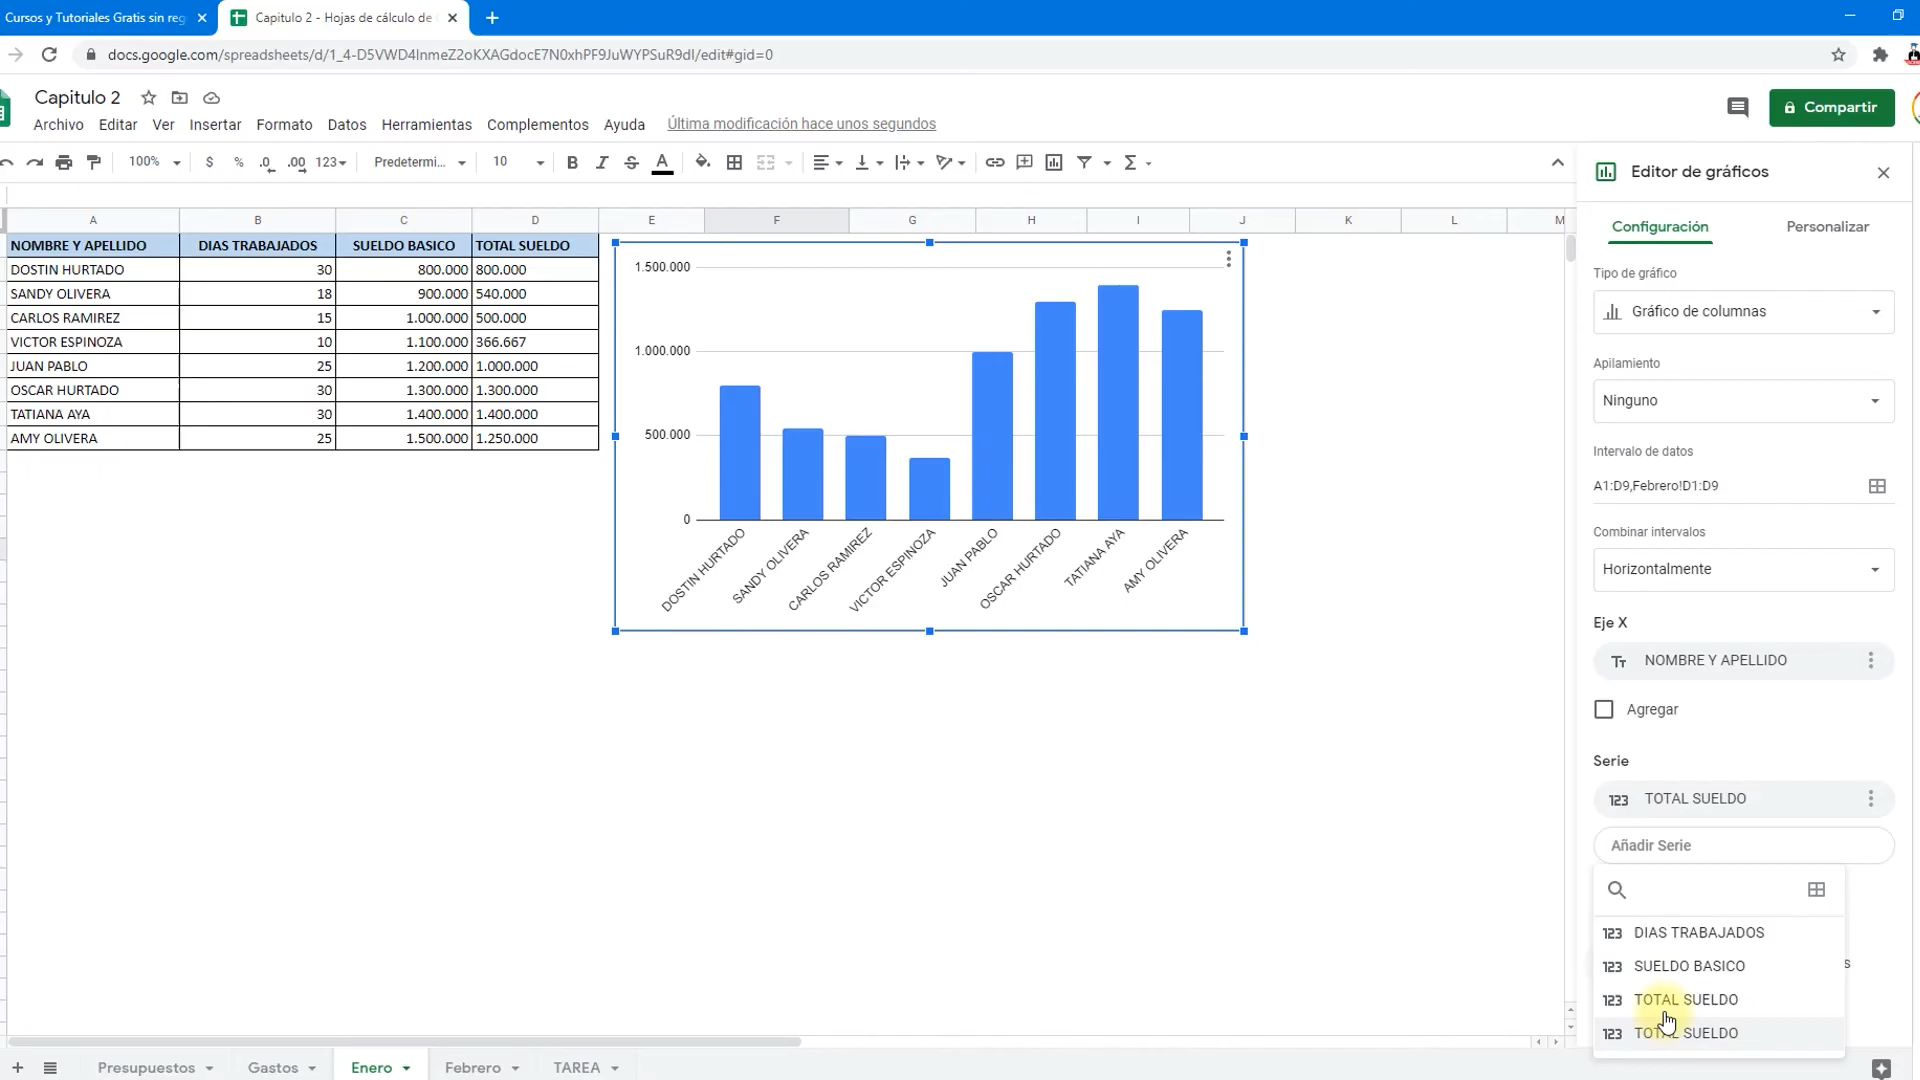 Cursos y Tutoriales Gratis sin reg
Capitulo 2 - Hojas de cálculo de
docs.google.com/spreadsheets/d/1_4-D5VWD4lnmeZ2oKXAGdocE7N0xhPF9JuWYPSuR9dI/edit#gid=0
Capitulo 2
Compartir
Archivo Editar Ver Insertar Formato Datos Herramientas Complementos Ayuda Última modificación hace unos segundos
100% $ % .0 .00 123 Predetermi... 10 B I S A Σ
Editor de gráficos
A B C D E F G H I J K L M
Configuración Personalizar
NOMBRE Y APELLIDO DIAS TRABAJADOS SUELDO BASICO TOTAL SUELDO
DOSTIN HURTADO 30 800.000 800.000
SANDY OLIVERA 18 900.000 540.000
CARLOS RAMIREZ 15 1.000.000 500.000
VICTOR ESPINOZA 10 1.100.000 366.667
JUAN PABLO 25 1.200.000 1.000.000
OSCAR HURTADO 30 1.300.000 1.300.000
TATIANA AYA 30 1.400.000 1.400.000
AMY OLIVERA 25 1.500.000 1.250.000
1.500.000
1.000.000
500.000
0
DOSTIN HURTADO
SANDY OLIVERA
CARLOS RAMIREZ
VICTOR ESPINOZA
JUAN PABLO
OSCAR HURTADO
TATIANA AYA
AMY OLIVERA
Tipo de gráfico
Gráfico de columnas
Apilamiento
Ninguno
Intervalo de datos
A1:D9,Febrero!D1:D9
Combinar intervalos
Horizontalmente
Eje X
Tт NOMBRE Y APELLIDO
Agregar
Serie
123 TOTAL SUELDO
Añadir Serie
123 DIAS TRABAJADOS
123 SUELDO BASICO
s
123 TOTAL SUELDO
123 TOTAL SUELDO
Presupuestos Gastos Enero Febrero TAREA